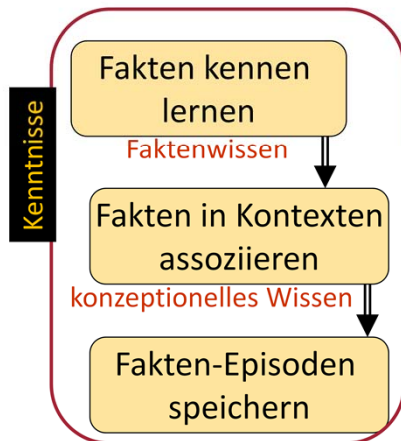 Kenntnisse
Fakten kennen
lernen
Faktenwissen
Fakten in Kontexten
assoziieren
konzeptionelles Wissen
Fakten-Episoden
speichern